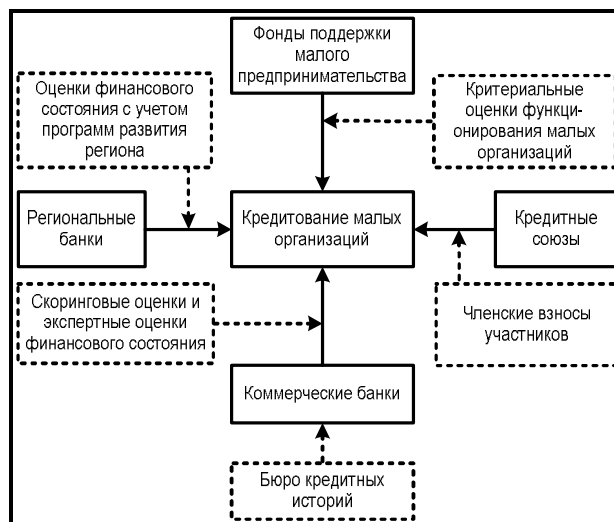 Фонды поддержки
малого
предпринимательства
Оценки финансового
состояния с учетом
программ развития
региона
Критериальные
оценки функци-
онирования малых
организаций
Региональные
банки
Кредитование малых
организаций
Кредитные
союзы
Скоринговые оценки и
экспертные оценки
финансового состояния
Членские взносы
участников
Коммерческие банки
Бюро кредитных
историй